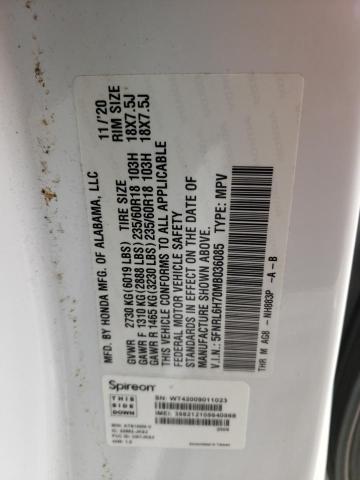 MFD. BY HONDA MFG. OF ALABAMA, LLC 11/'20
TIRE SIZE RIM SIZE
GVWR 2730 KG (6019 LBS)
GAWR F 1310 KG (2888 LBS) 235/60R18 103H 18X7.5J
GAWR R 1465 KG (3230 LBS) 235/60R18 103H 18X7.5J
THIS VEHICLE CONFORMS TO ALL APPLICABLE
FEDERAL MOTOR VEHICLE SAFETY
STANDARDS IN EFFECT ON THE DATE OF
MANUFACTURE SHOWN ABOVE.
V.I.N.: 5FNRL6H70MB036085 TYPE: MPV
THR M AG8 - NH883P -A-B
Spireon
THIS
SIDE
DOWN
SN: WT42009011023